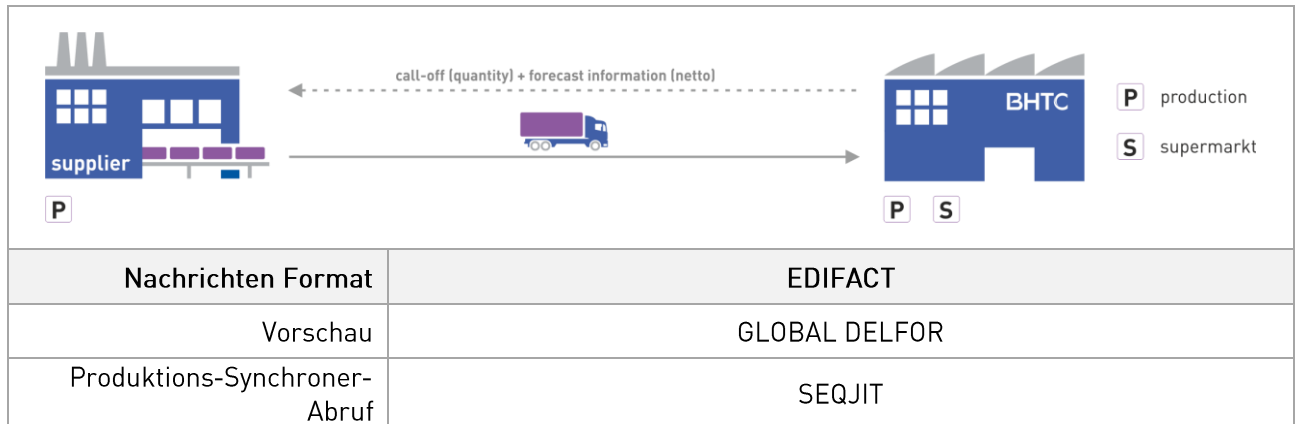 call-off (quantity) + forecast information (netto)
BHTC
P production
S supermarkt
supplier
P
P S
Nachrichten Format EDIFACT
Vorschau GLOBAL DELFOR
Produktions-Synchroner-
Abruf SEQJIT